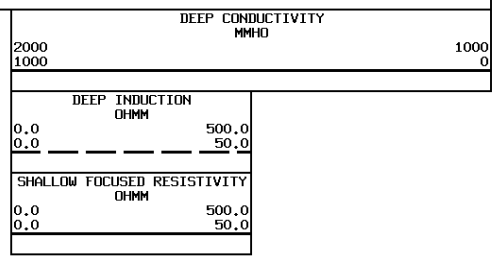 DEEP CONDUCTIVITY
MMHO
2000 1000
1000 0
DEEP INDUCTION
OHMM
0.0 500.0
0.0 50.0
SHALLOW FOCUSED RESISTIVITY
OHMM
0.0 500.0
0.0 50.0